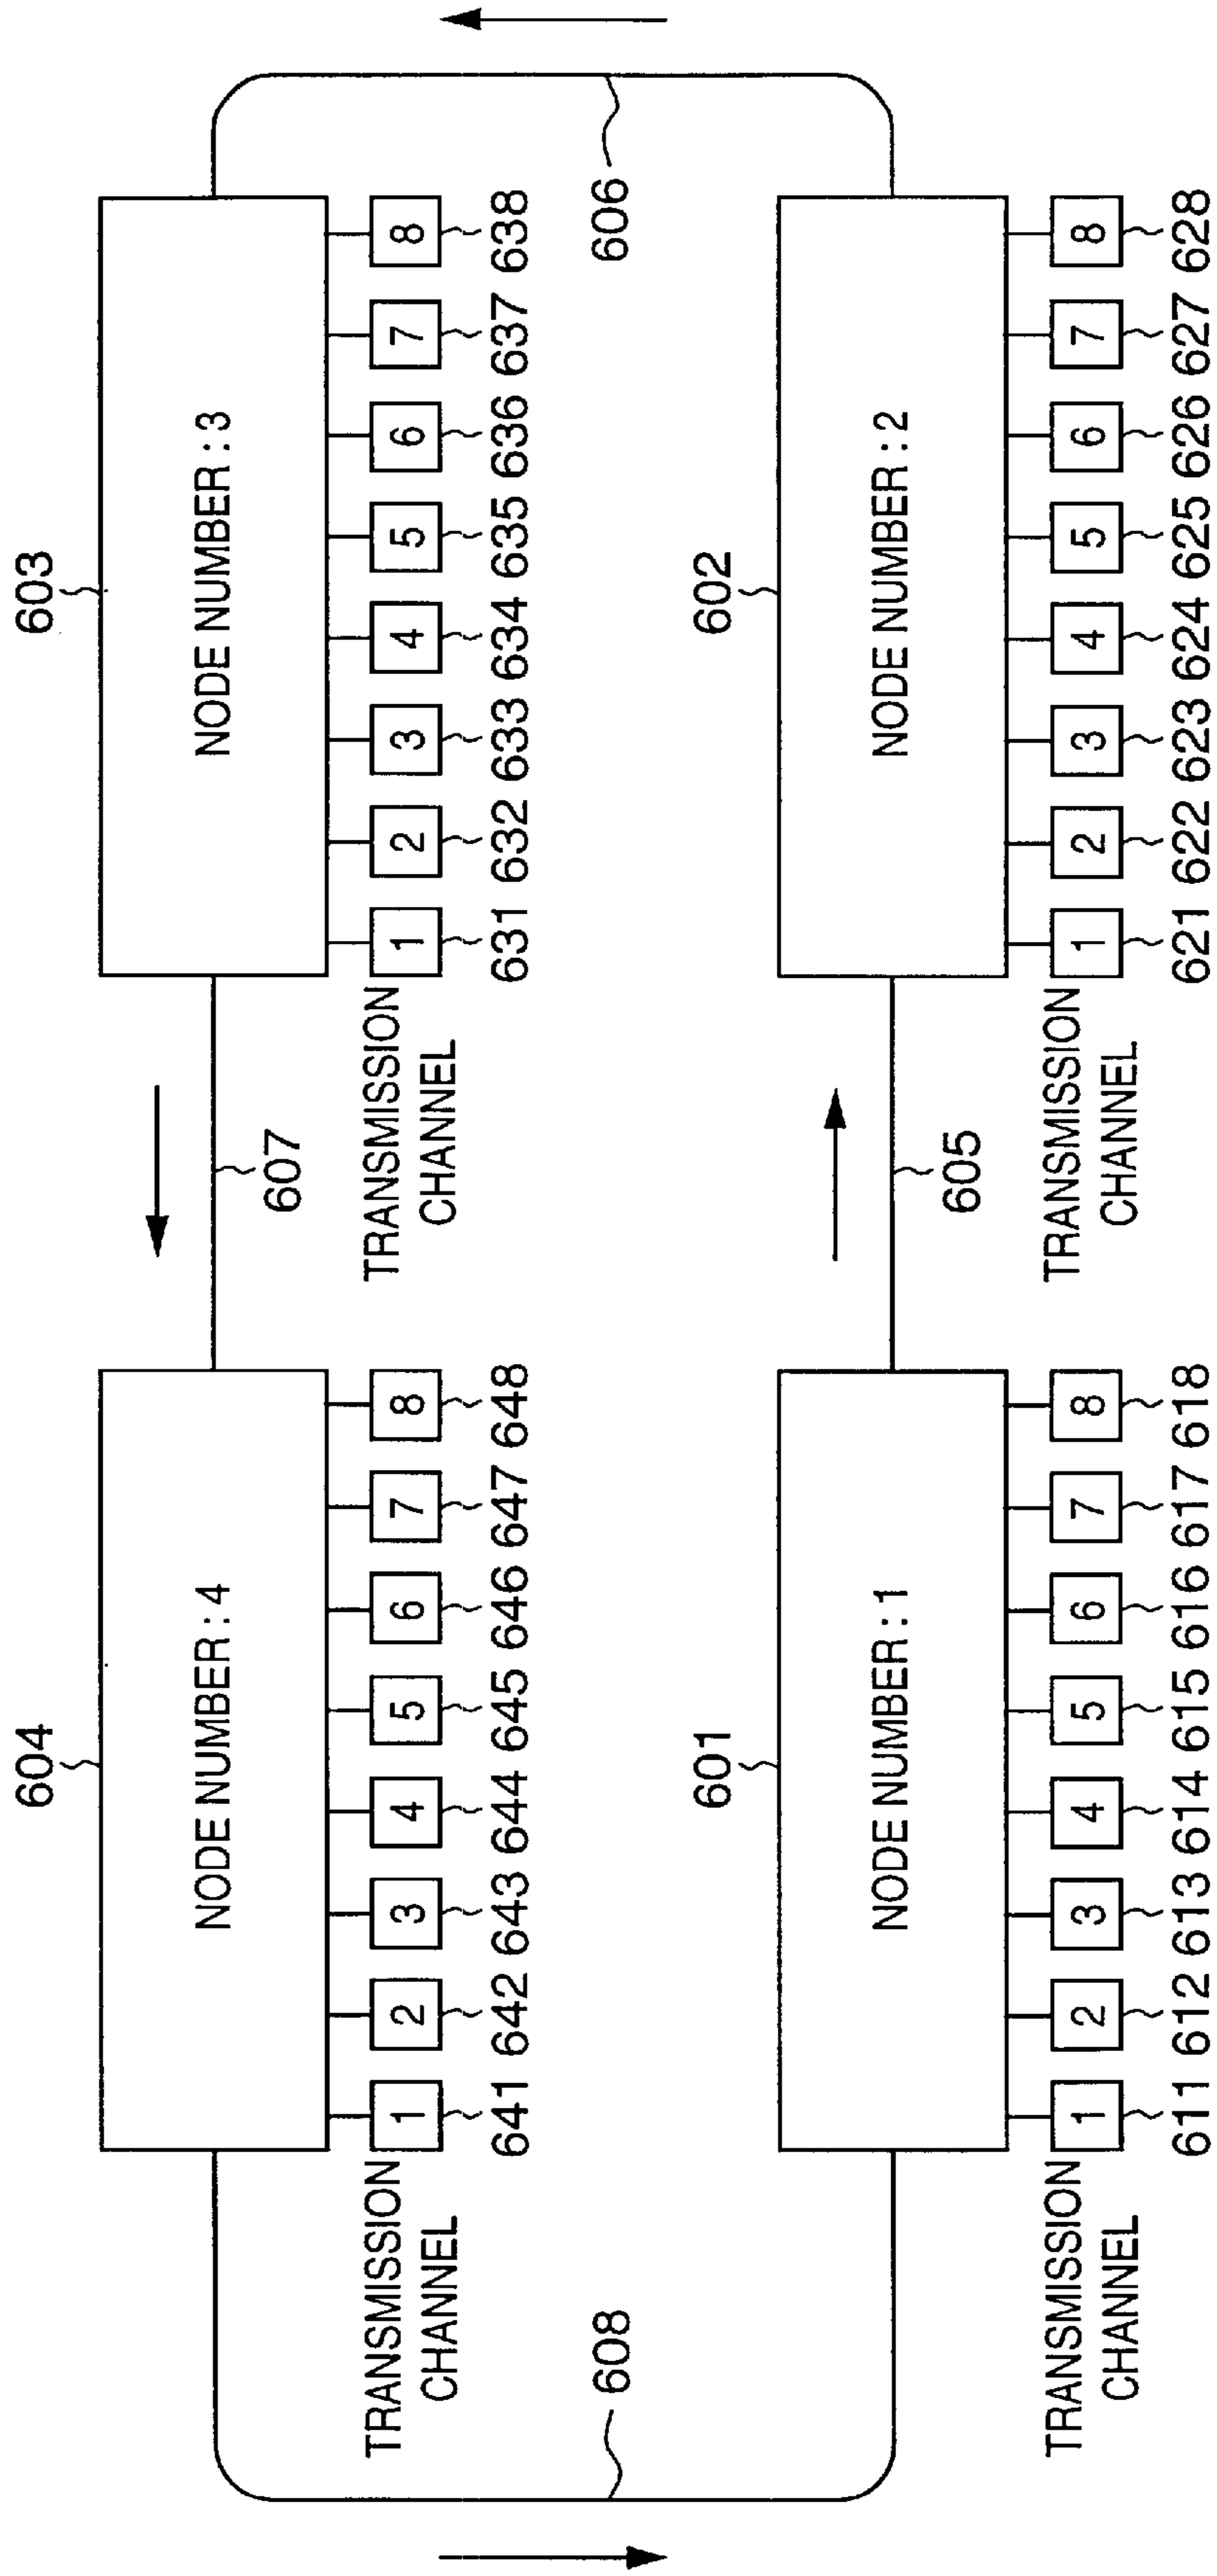 604
NODE NUMBER : 4
TRANSMISSION
CHANNEL
1 2 3 4 5 6 7 8
641 642 643 644 645 646 647 648
603
NODE NUMBER : 3
TRANSMISSION
CHANNEL
1 2 3 4 5 6 7 8
631 632 633 634 635 636 637 638
607
608
606
601
NODE NUMBER : 1
TRANSMISSION
CHANNEL
1 2 3 4 5 6 7 8
611 612 613 614 615 616 617 618
605
602
NODE NUMBER : 2
TRANSMISSION
CHANNEL
1 2 3 4 5 6 7 8
621 622 623 624 625 626 627 628